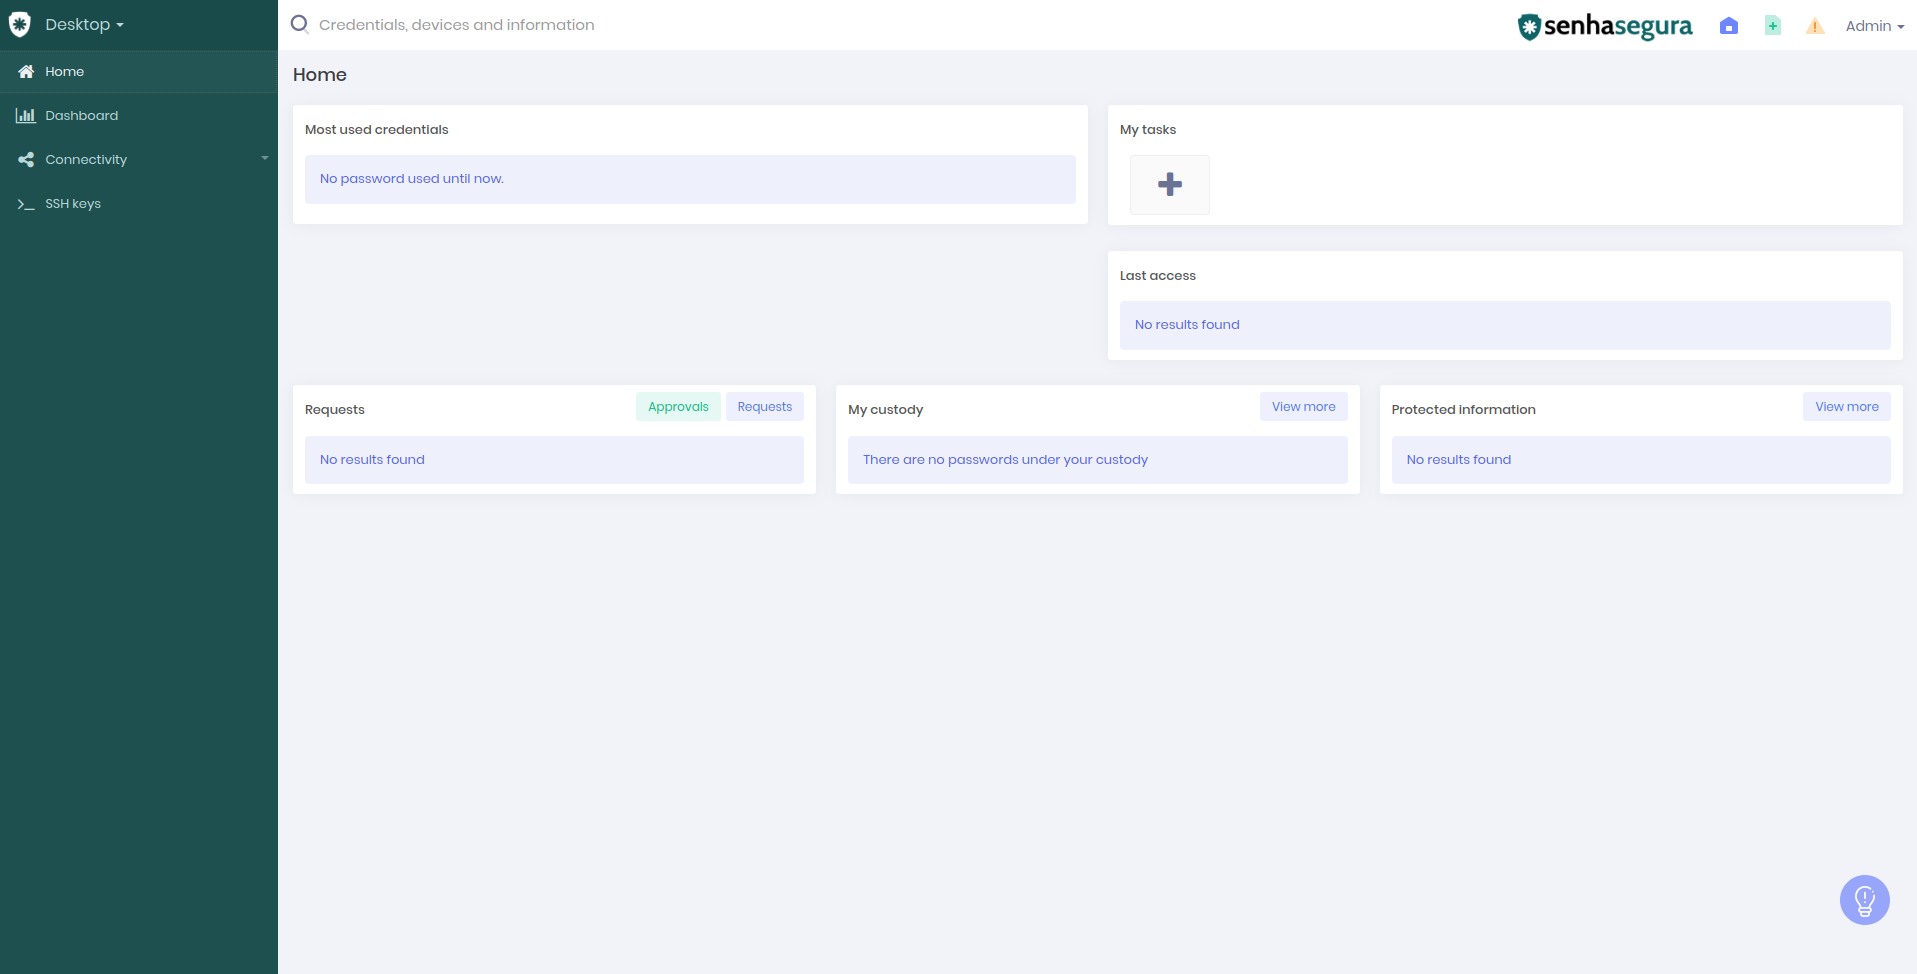 Desktop
Credentials, devices and information
senhasegura
Admin
Home
Dashboard
Connectivity
SSH keys
Home
Most used credentials
No password used until now.
My tasks
Last access
No results found
Requests
Approvals
Requests
No results found
My custody
View more
There are no passwords under your custody
Protected information
View more
No results found